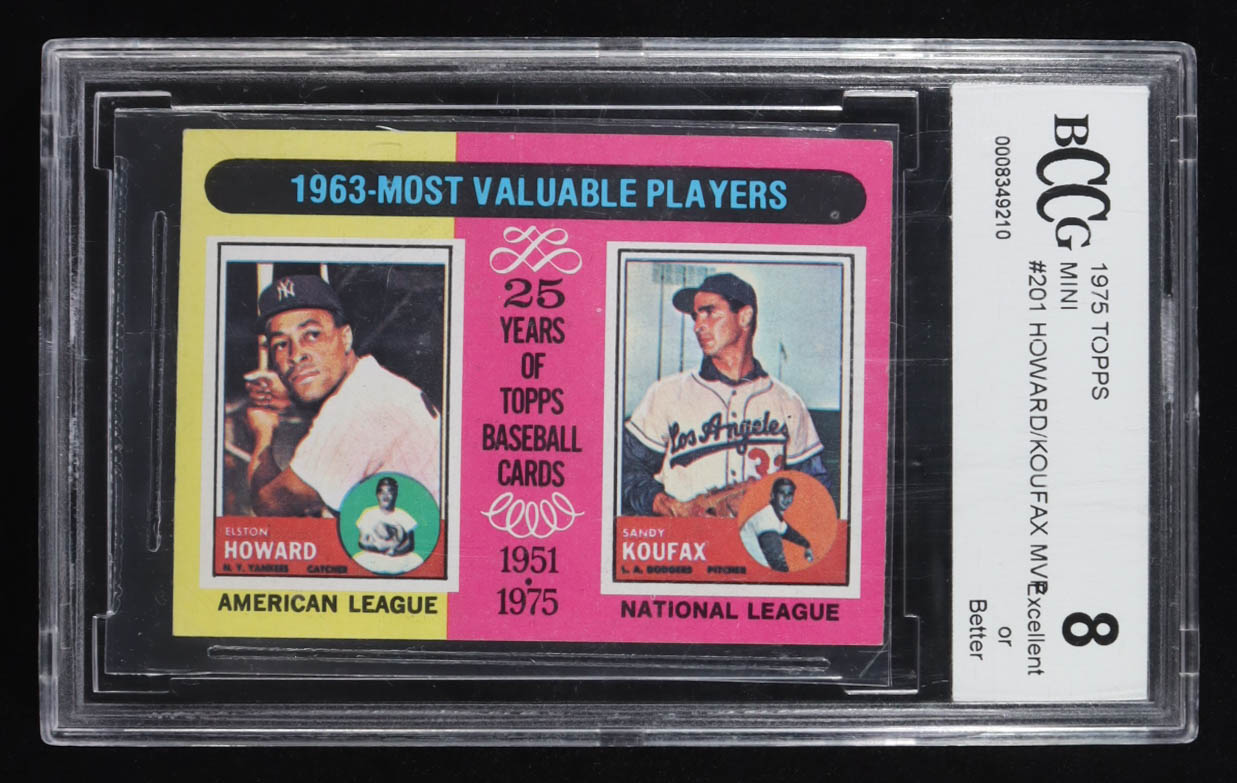 1963-MOST VALUABLE PLAYERS
25
YEARS
OF
TOPPS
BASEBALL
CARDS
1951
•
1975
NY
ELSTON
HOWARD
N. Y. YANKEES CATCHER
AMERICAN LEAGUE
Los Angeles
3
SANDY
KOUFAX
L. A. DODGERS PITCHER
NATIONAL LEAGUE
BCCG
0008349210
1975 TOPPS
MINI
#201 HOWARD/KOUFAX MVP
8
Excellent
or
Better